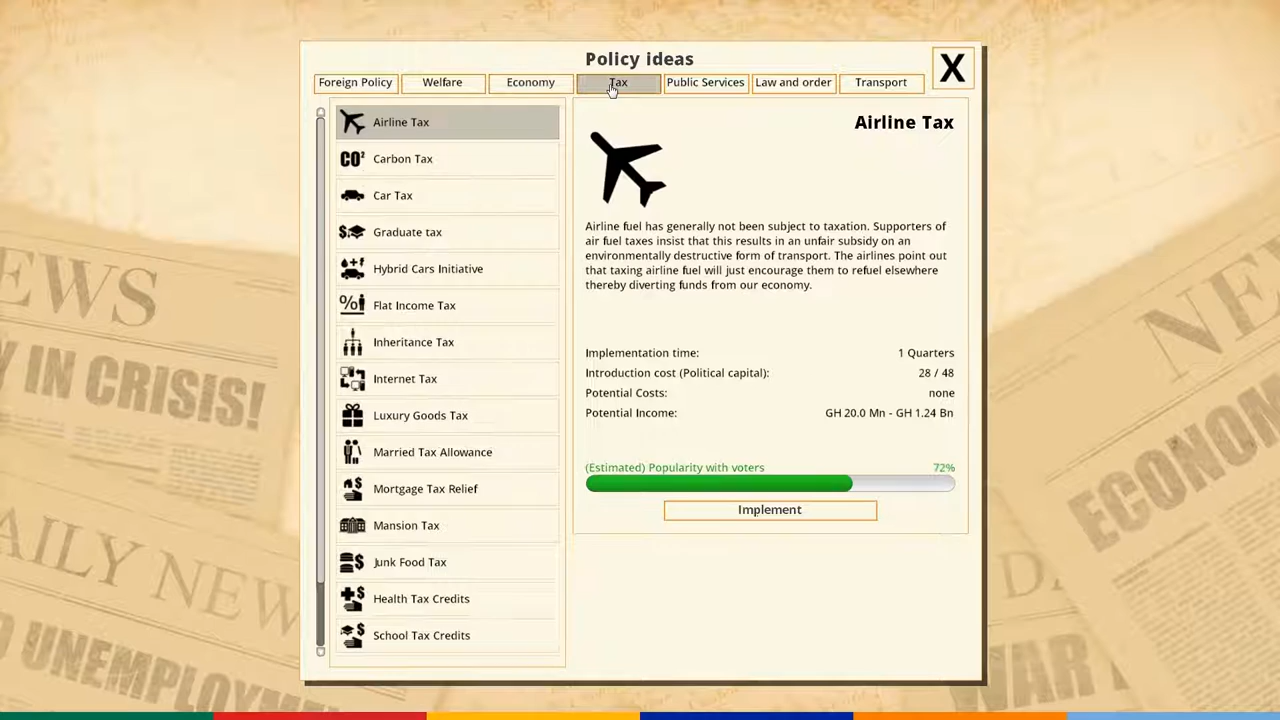 Policy ideas
X
Foreign Policy
Welfare
Economy
Tax
Public Services
Law and order
Transport
Airline Tax
CO² Carbon Tax
Car Tax
Graduate tax
Hybrid Cars Initiative
Flat Income Tax
Inheritance Tax
Internet Tax
Luxury Goods Tax
Married Tax Allowance
Mortgage Tax Relief
Mansion Tax
Junk Food Tax
Health Tax Credits
School Tax Credits
Airline Tax
Airline fuel has generally not been subject to taxation. Supporters of
air fuel taxes insist that this results in an unfair subsidy on an
environmentally destructive form of transport. The airlines point out
that taxing airline fuel will just encourage them to refuel elsewhere
thereby diverting funds from our economy.
Implementation time: 1 Quarters
Introduction cost (Political capital): 28 / 48
Potential Costs: none
Potential Income: GH 20.0 Mn - GH 1.24 Bn
(Estimated) Popularity with voters 72%
Implement
EWS
IN CRISIS!
AILY NEW
UNEMPLOYM
NE
ECONOM
WAR